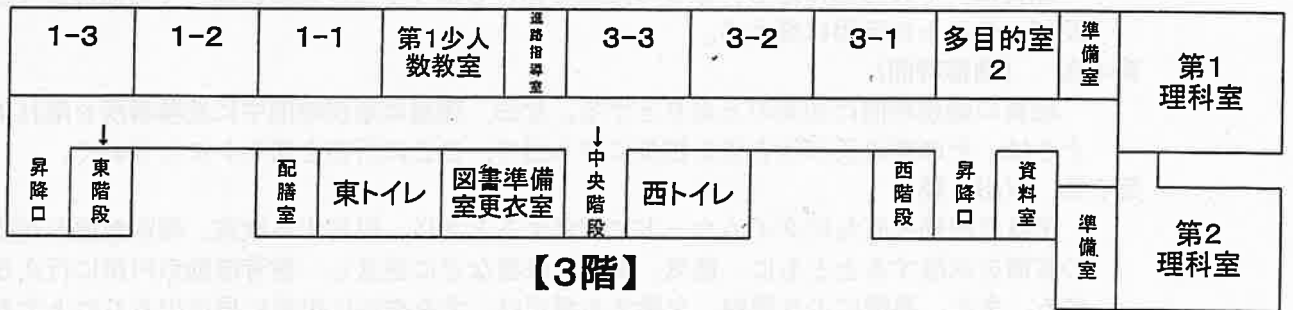 1-3
1-2
1-1
第1少人
数教室
進路指導室
3-3
3-2
3-1
多目的室
2
準備室
第1
理科室
昇降口
東階段
配膳室
東トイレ
図書準備
室更衣室
中央階段
西トイレ
西階段
昇降口
資料室
準備室
第2
理科室
【3階】